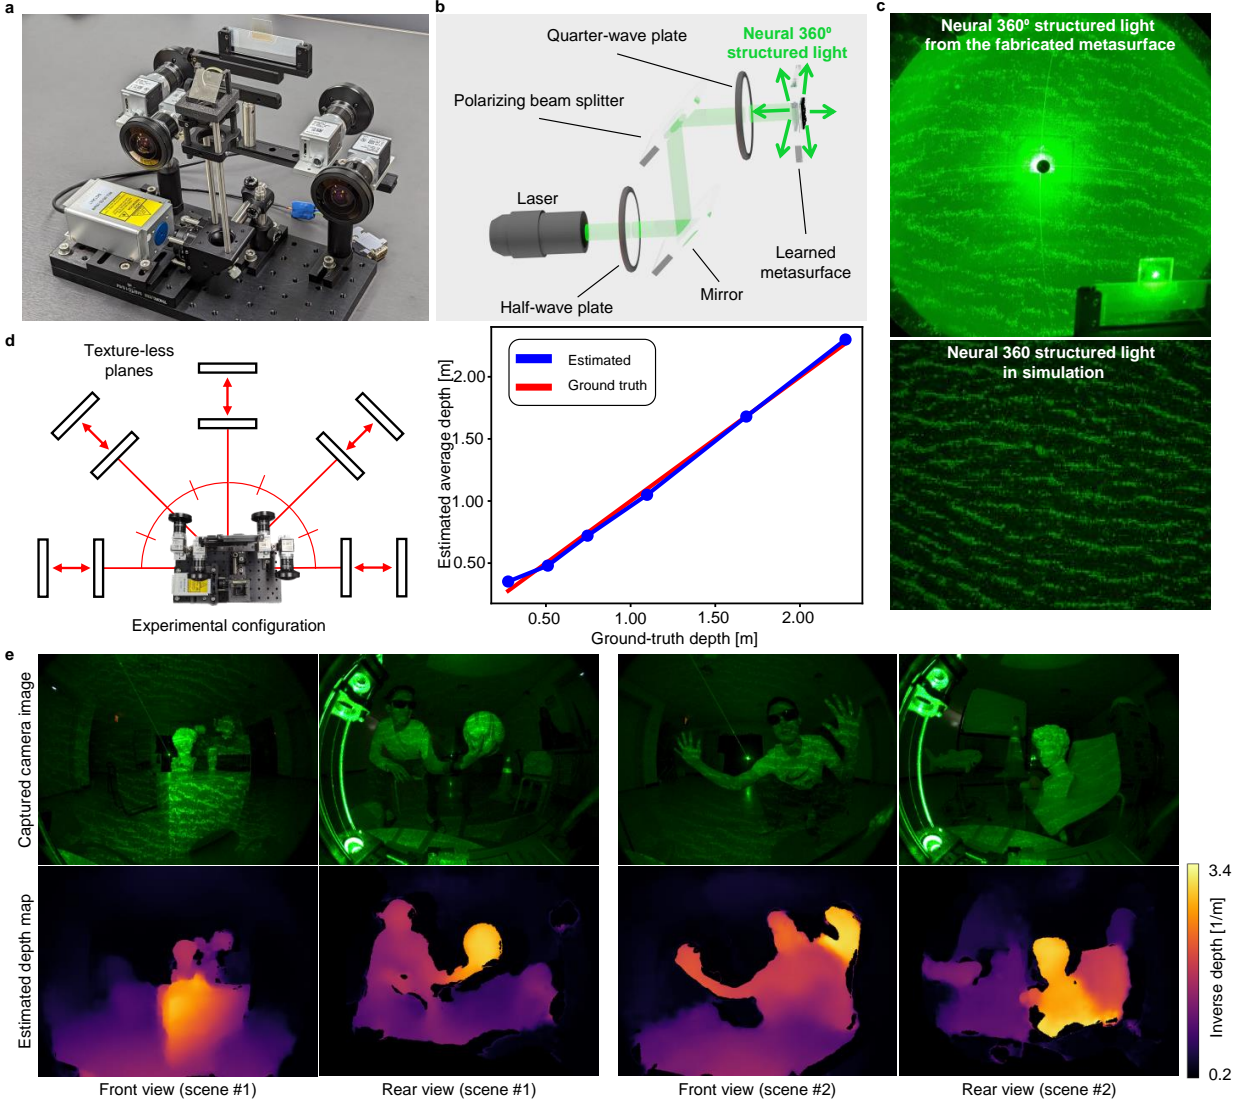 a
b
c
Quarter-wave plate
Neural 360º
structured light
Polarizing beam splitter
Laser
Learned
metasurface
Mirror
Half-wave plate
Neural 360º structured light
from the fabricated metasurface
Neural 360 structured light
in simulation
d
Texture-less
planes
Experimental configuration
Estimated average depth [m]
2.00
1.50
1.00
0.50
Estimated
Ground truth
0.50
1.00
1.50
2.00
Ground-truth depth [m]
e
Captured camera image
Estimated depth map
Front view (scene #1)
Rear view (scene #1)
Front view (scene #2)
Rear view (scene #2)
3.4
Inverse depth [1/m]
0.2